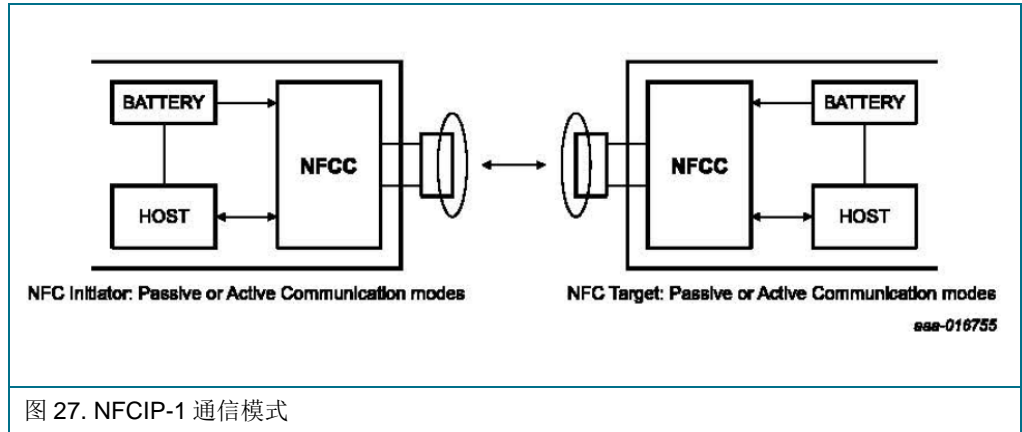 BATTERY
NFCC
HOST
BATTERY
NFCC
HOST
NFC Initiator: Passive or Active Communication modes
NFC Target: Passive or Active Communication modes
aaa-016755
图 27. NFCIP-1 通信模式